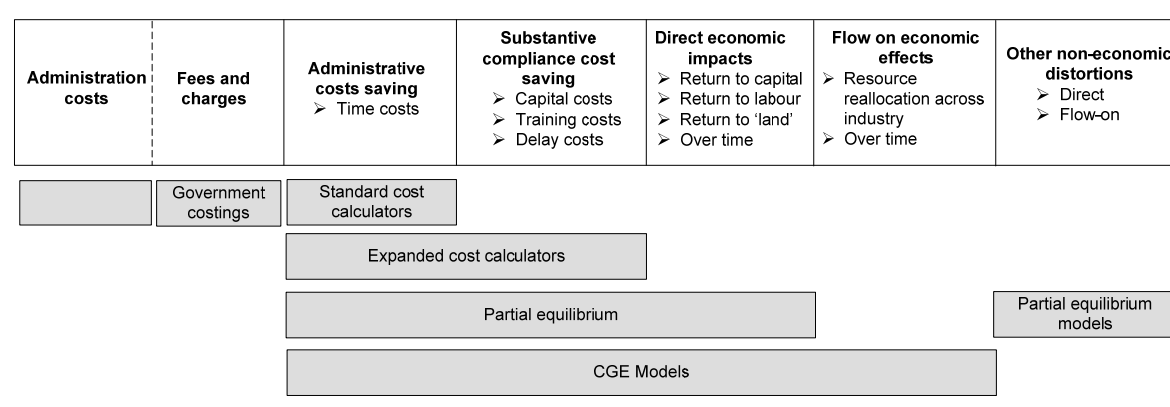 Administration
costs
Fees and
charges
Administrative
costs saving
➢ Time costs
Substantive
compliance cost
saving
➢ Capital costs
➢ Training costs
➢ Delay costs
Direct economic
impacts
➢ Return to capital
➢ Return to labour
➢ Return to ‘land’
➢ Over time
Flow on economic
effects
➢ Resource
reallocation across
industry
➢ Over time
Other non-economic
distortions
➢ Direct
➢ Flow-on
Government
costings
Standard cost
calculators
Expanded cost calculators
Partial equilibrium
Partial equilibrium
models
CGE Models